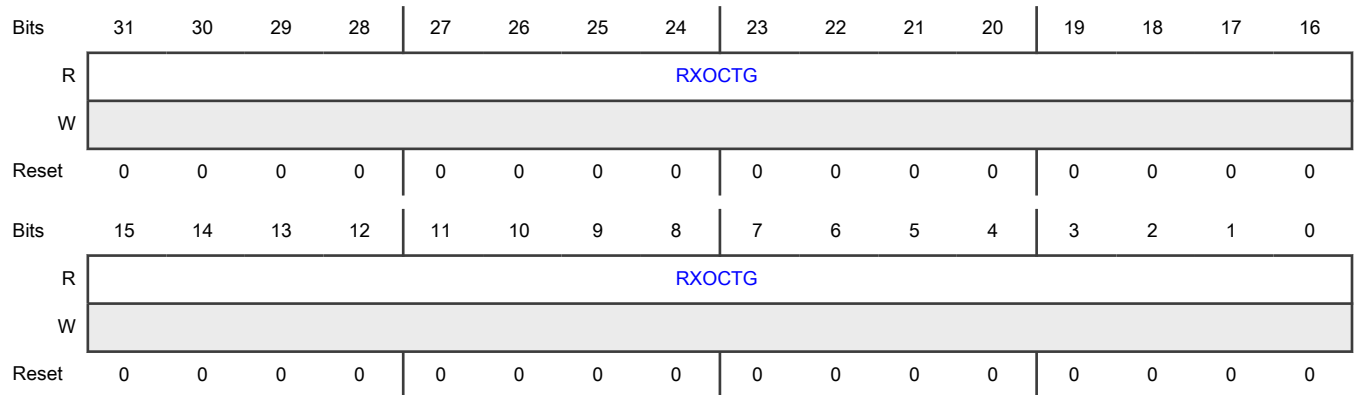 Bits 31 30 29 28 27 26 25 24 23 22 21 20 19 18 17 16
R RXOCTG
W
Reset 0 0 0 0 0 0 0 0 0 0 0 0 0 0 0 0
Bits 15 14 13 12 11 10 9 8 7 6 5 4 3 2 1 0
R RXOCTG
W
Reset 0 0 0 0 0 0 0 0 0 0 0 0 0 0 0 0